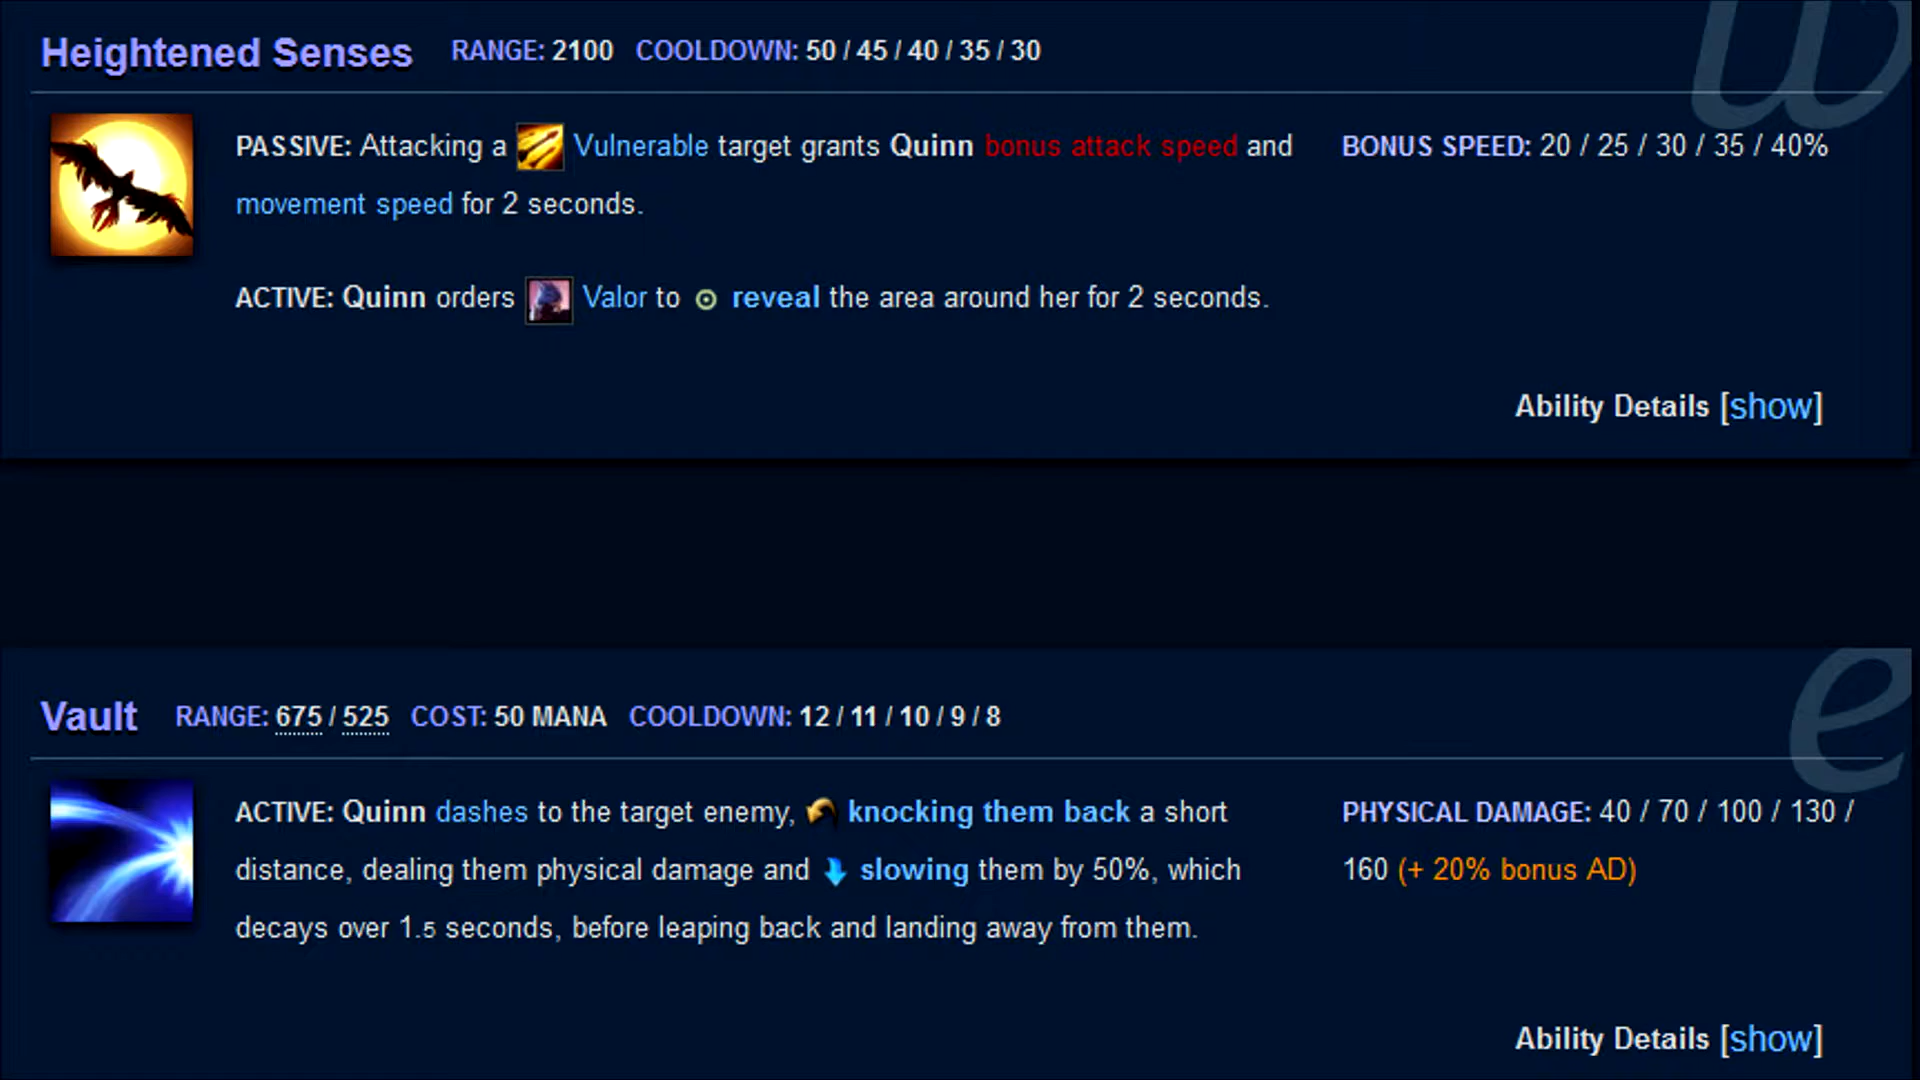 w
Heightened Senses RANGE: 2100 COOLDOWN: 50 / 45 / 40 / 35 / 30
PASSIVE: Attacking a Vulnerable target grants Quinn bonus attack speed and
movement speed for 2 seconds.
BONUS SPEED: 20 / 25 / 30 / 35 / 40%
ACTIVE: Quinn orders Valor to reveal the area around her for 2 seconds.
Ability Details [show]
e
Vault RANGE: 675 / 525 COST: 50 MANA COOLDOWN: 12 / 11 / 10 / 9 / 8
ACTIVE: Quinn dashes to the target enemy, knocking them back a short
distance, dealing them physical damage and slowing them by 50%, which
decays over 1.5 seconds, before leaping back and landing away from them.
PHYSICAL DAMAGE: 40 / 70 / 100 / 130 /
160 (+ 20% bonus AD)
Ability Details [show]